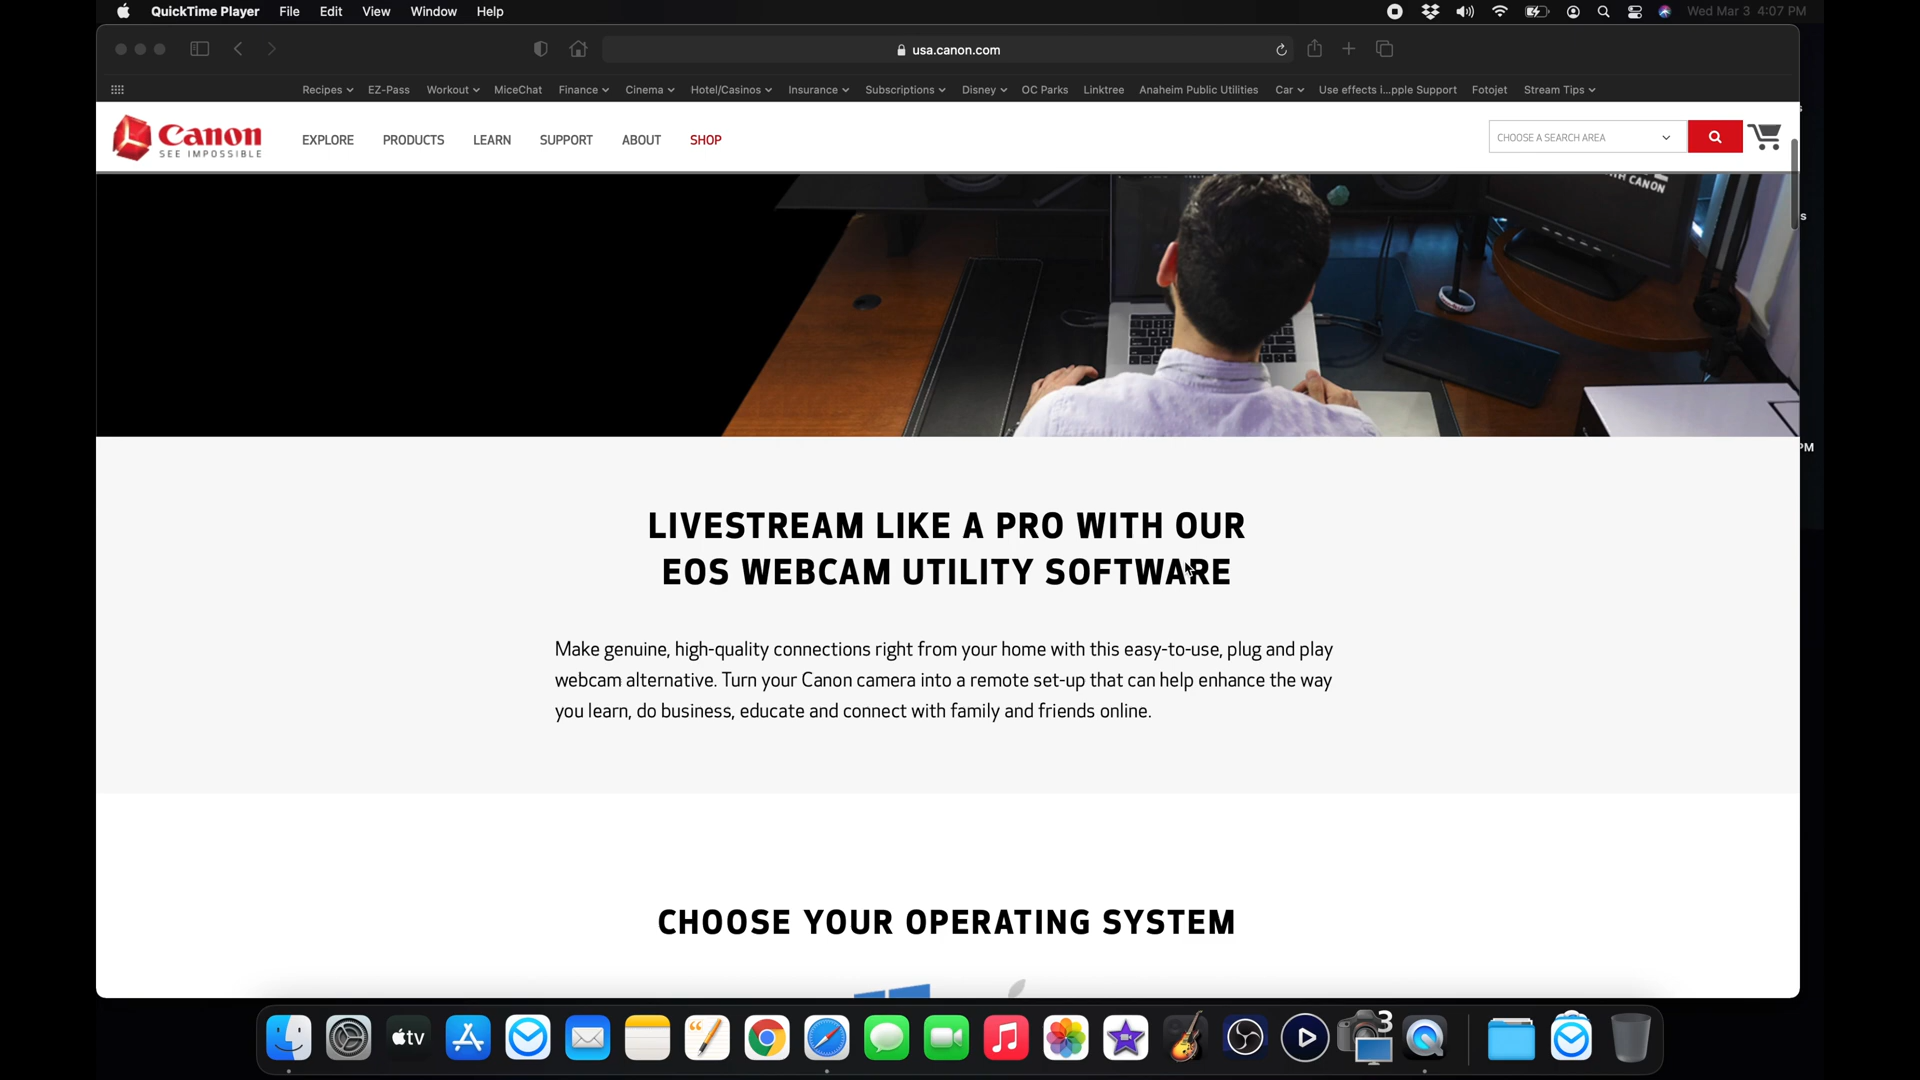 QuickTime Player File Edit View Window Help Wed Mar 3 4:07 PM
usa.canon.com
Recipes EZ-Pass Workout MiceChat Finance Cinema Hotel/Casinos Insurance Subscriptions Disney OC Parks Linktree Anaheim Public Utilities Car Use effects i...pple Support Fotojet Stream Tips
Canon
SEE IMPOSSIBLE
EXPLORE PRODUCTS LEARN SUPPORT ABOUT SHOP
CHOOSE A SEARCH AREA
CANON
s
PM
LIVESTREAM LIKE A PRO WITH OUR
EOS WEBCAM UTILITY SOFTWARE
Make genuine, high-quality connections right from your home with this easy-to-use, plug and play
webcam alternative. Turn your Canon camera into a remote set-up that can help enhance the way
you learn, do business, educate and connect with family and friends online.
CHOOSE YOUR OPERATING SYSTEM
tv
3